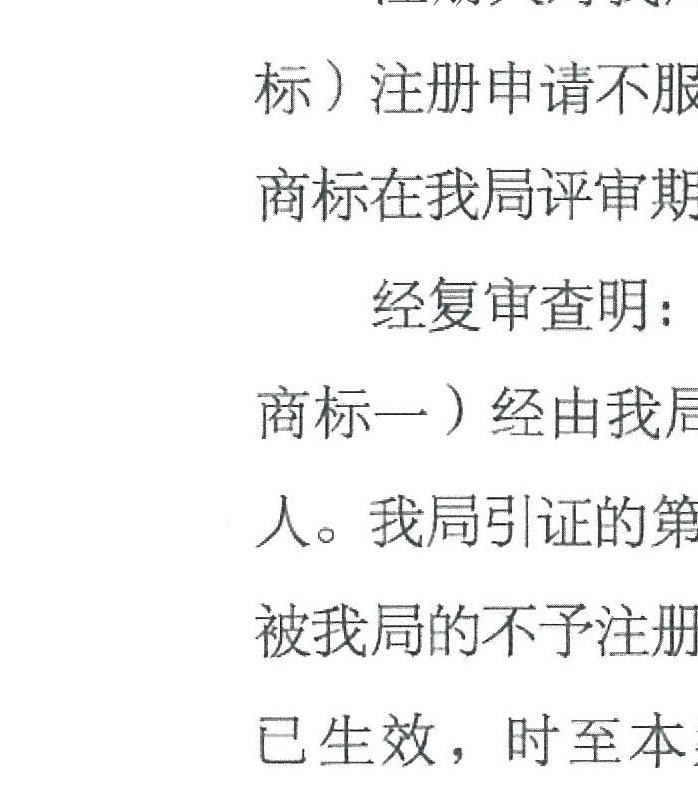 标）注册申请不服
商标在我局评审期
经复审查明：
商标一）经由我局
人。我局引证的第
被我局的不予注册
已生效，时至本